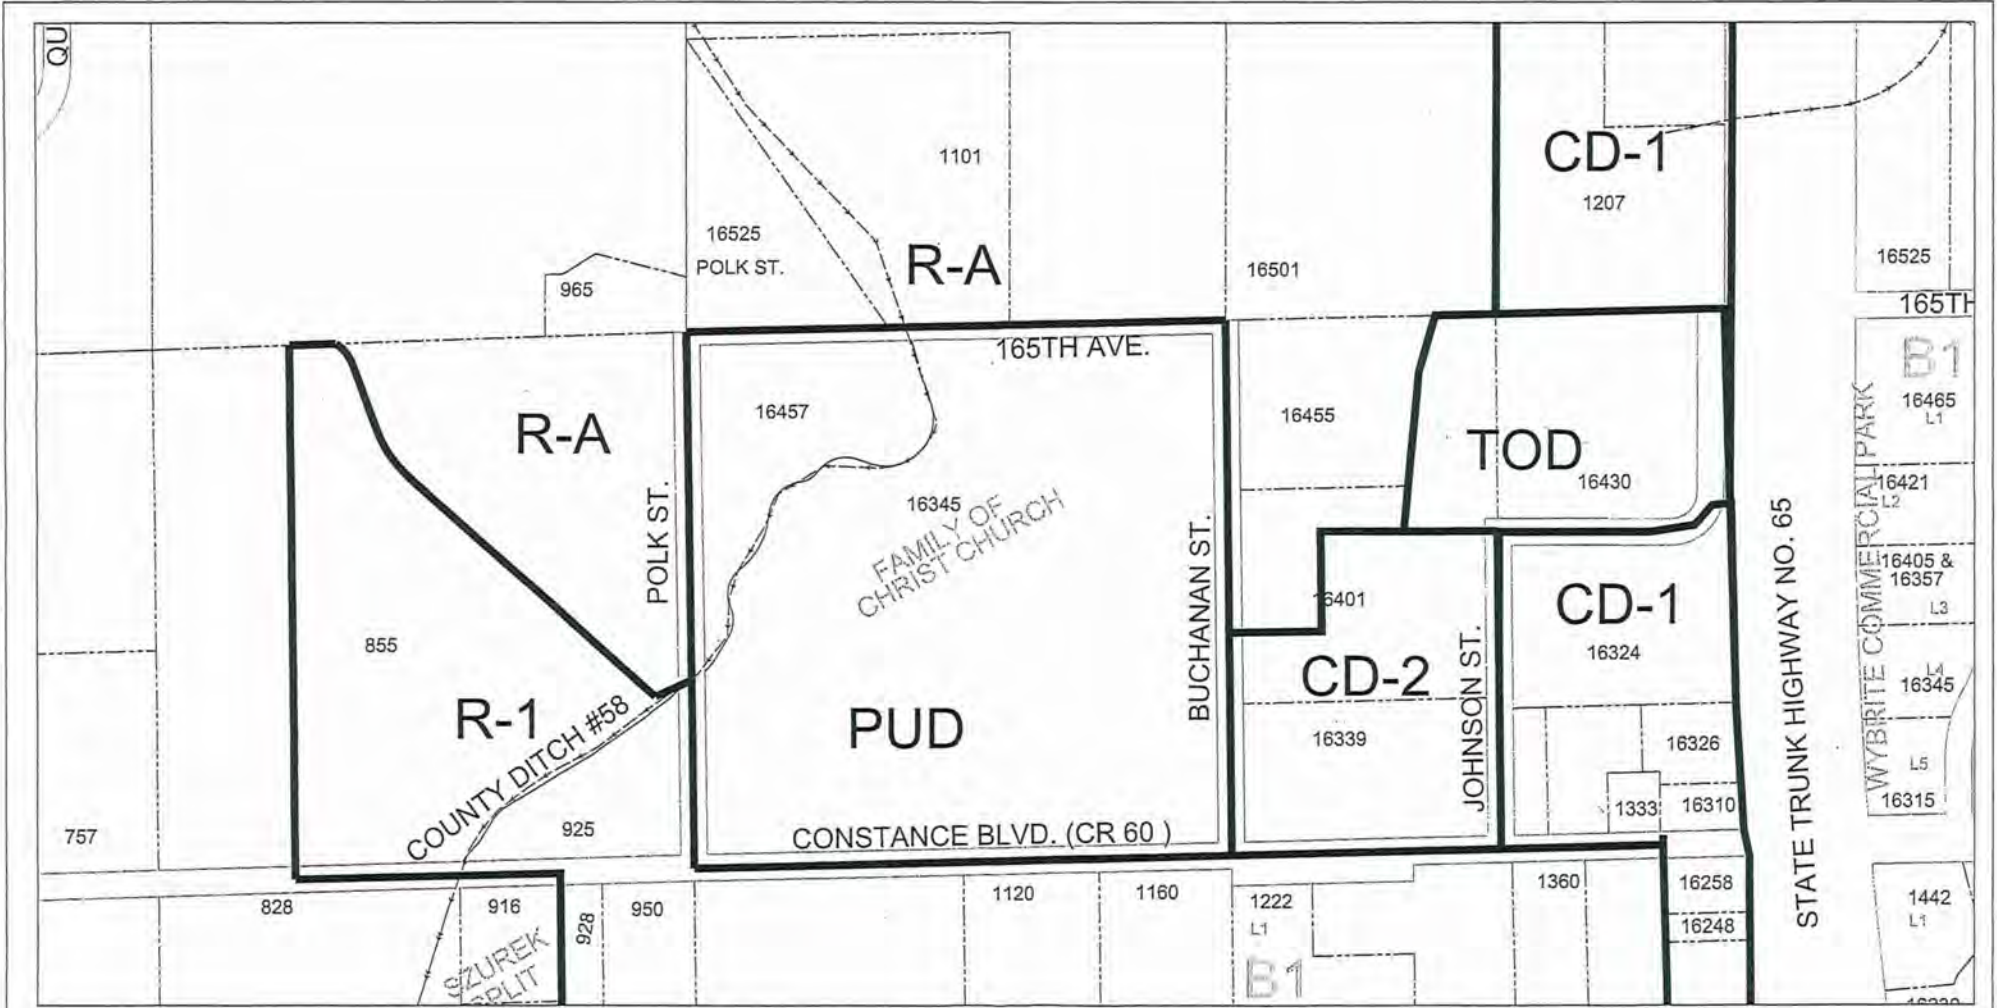 QU
1101
CD-1
1207
16525
POLK ST.
R-A
16501
16525
965
165TH
165TH AVE.
B1
16465
L1
16457
16455
R-A
TOD
16430
16421
L2
16345
FAMILY OF
CHRIST CHURCH
POLK ST.
BUCHANAN ST.
STATE TRUNK HIGHWAY NO. 65
WYBRITE COMMERCIAL PARK
16405 &
16357
L3
16401
CD-1
16324
855
CD-2
JOHNSON ST.
L4
16345
R-1
COUNTY DITCH #58
PUD
16339
16326
L5
16315
1333
16310
757
925
CONSTANCE BLVD. (CR 60 )
828
916
928
950
1120
1160
1222
L1
1360
16258
16248
1442
L1
SZUREK
SPLIT
B1